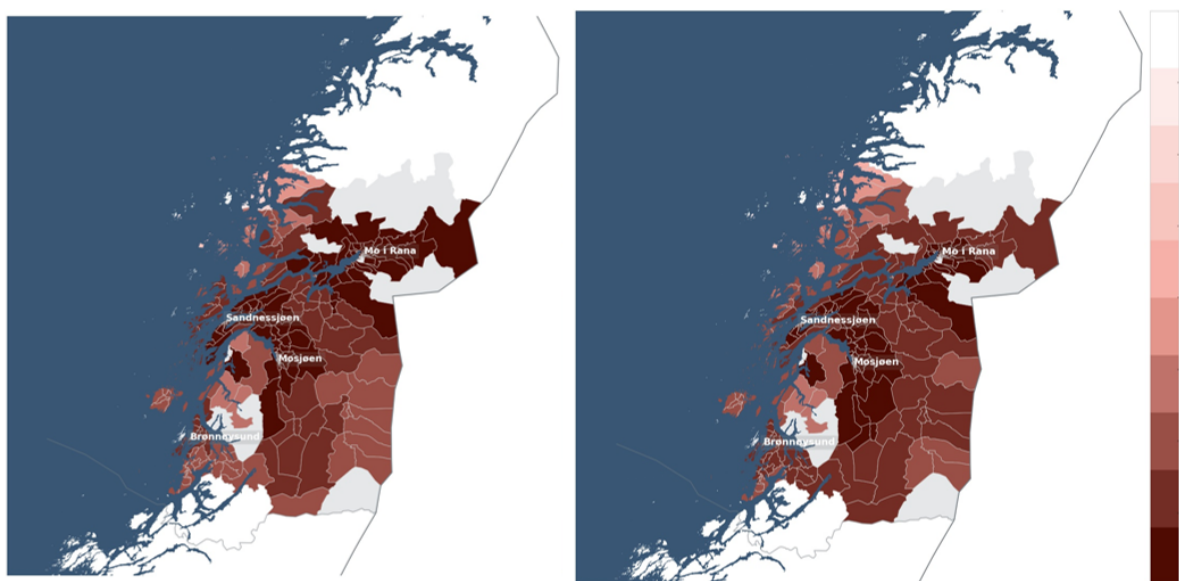 Mo i Rana
Sandnessjøen
Mosjøen
Brønnøysund
Mo i Rana
Sandnessjøen
Mosjøen
Brønnøysund